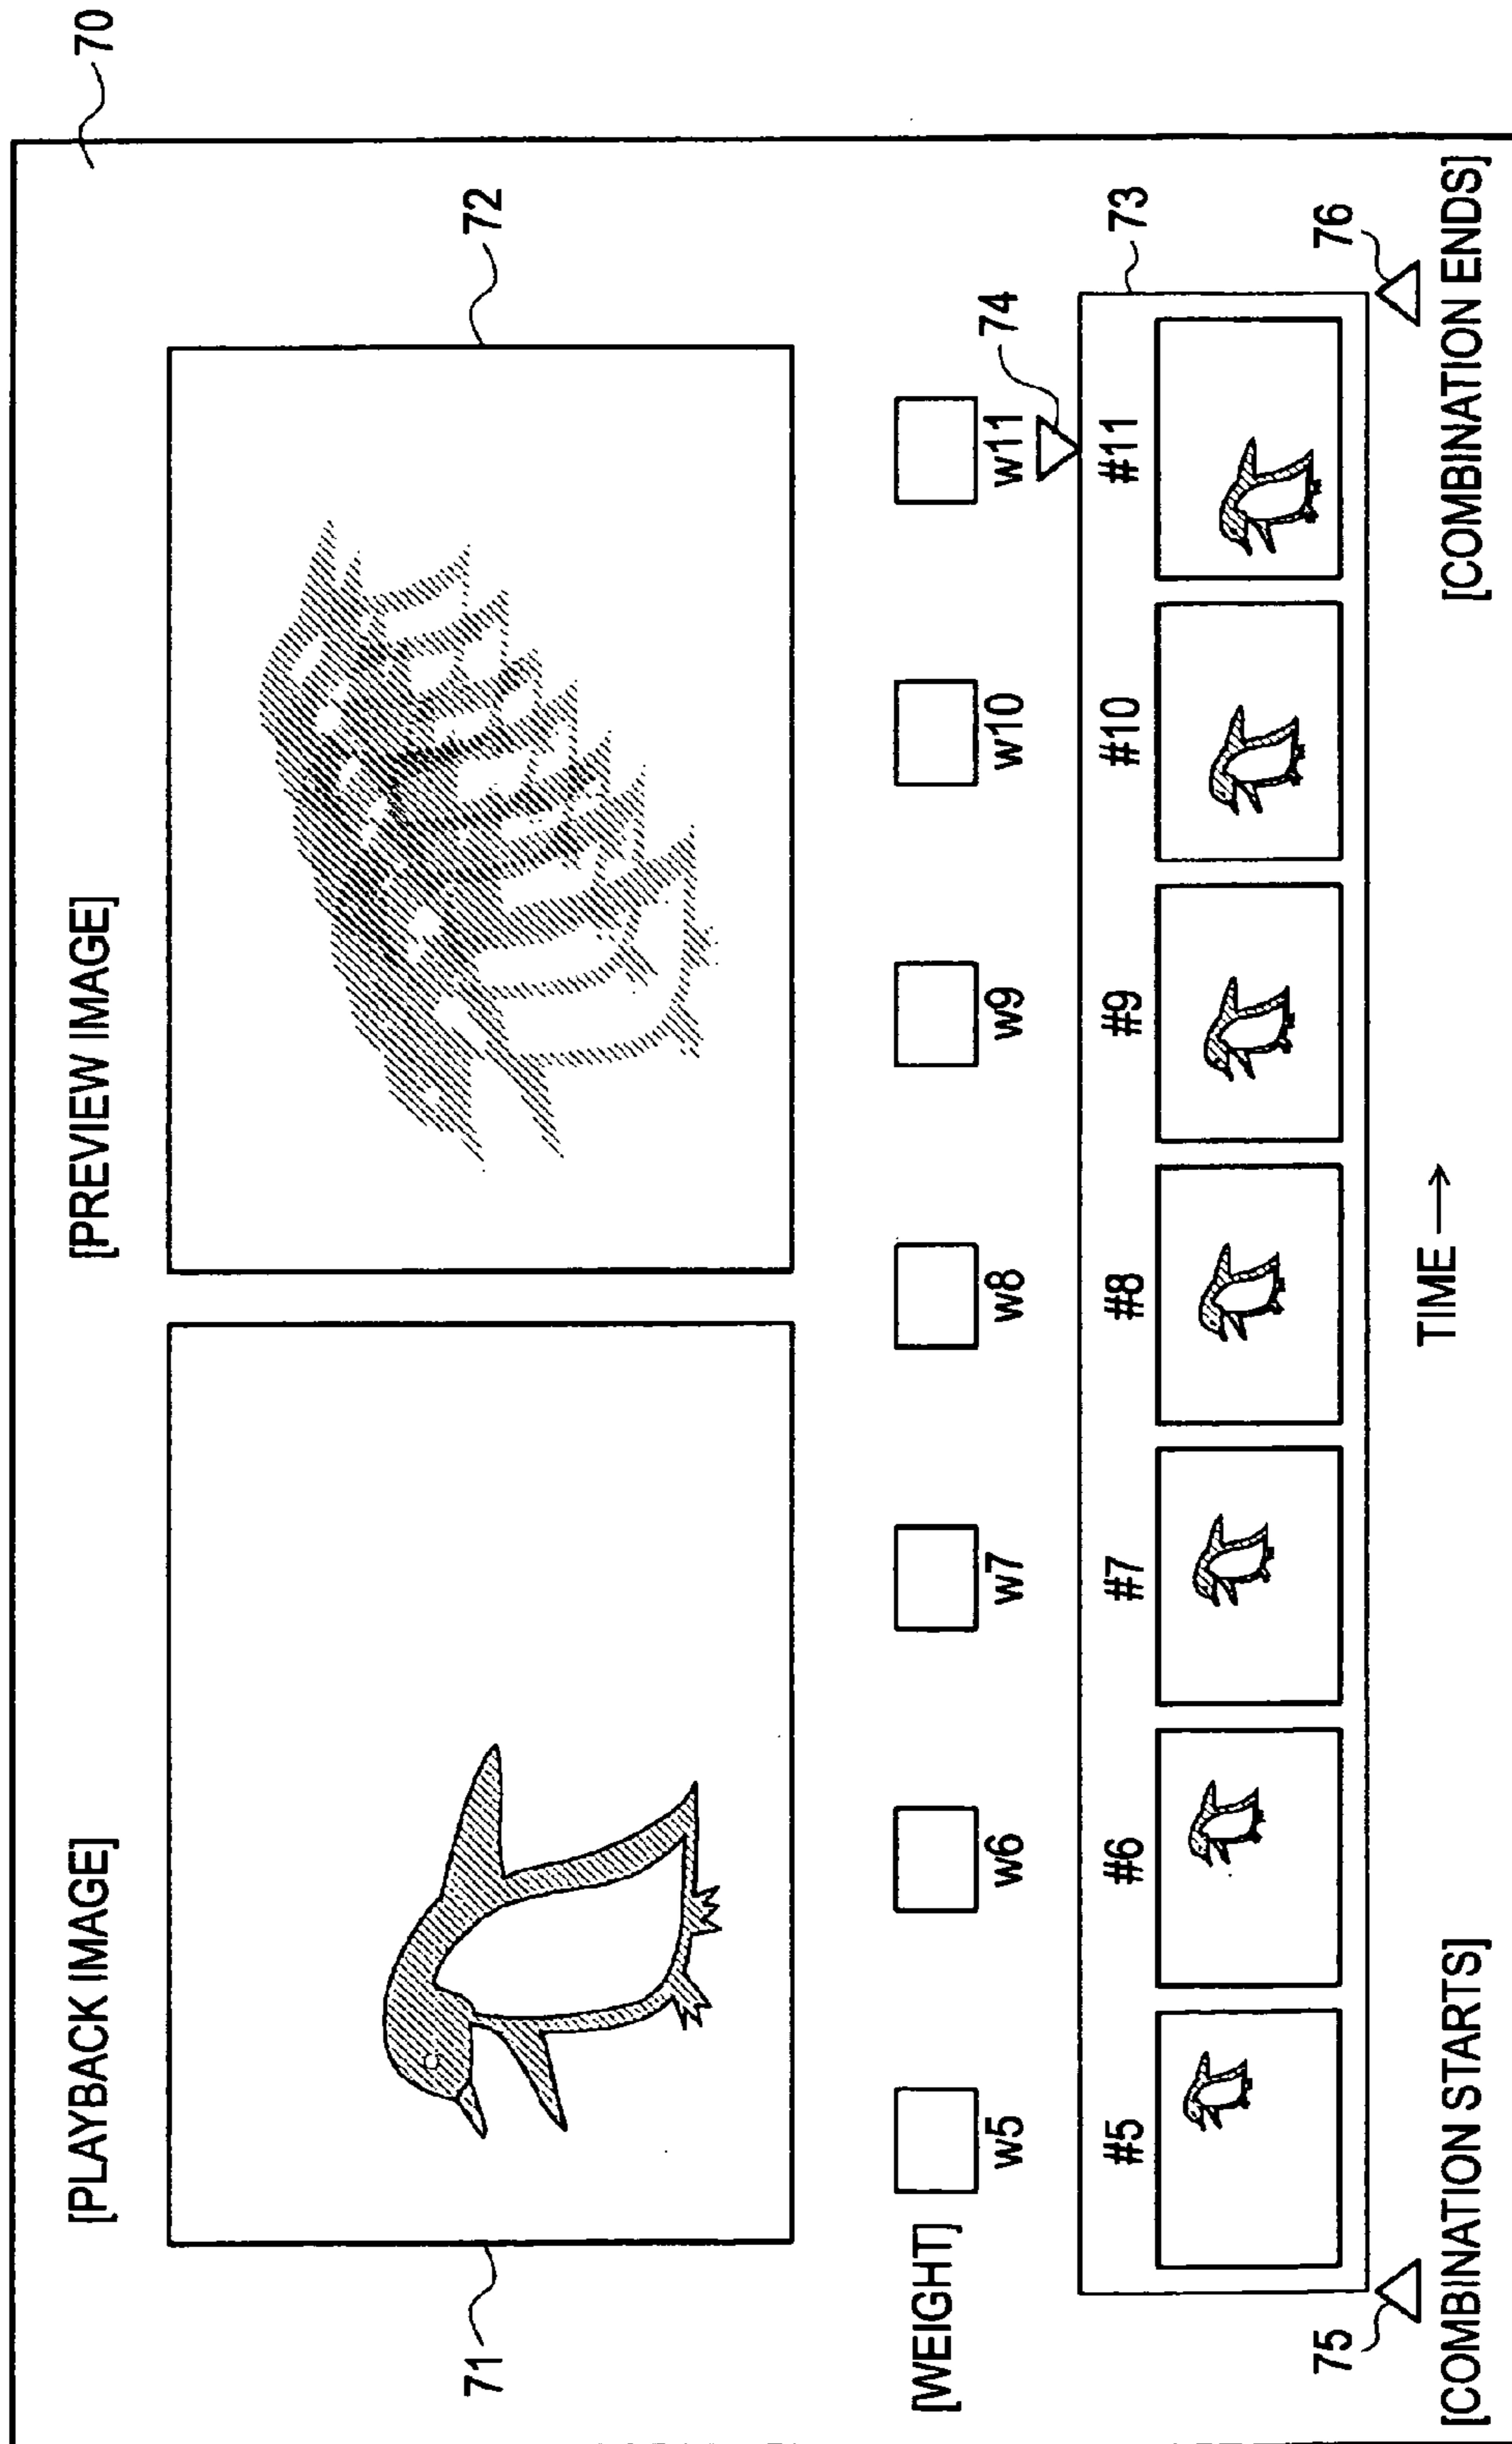 70
[PLAYBACK IMAGE]
[PREVIEW IMAGE]
71
72
[WEIGHT]
w5
w6
w7
w8
w9
w10
w11
74
73
#5
#6
#7
#8
#9
#10
#11
75
76
[COMBINATION STARTS]
TIME →
[COMBINATION ENDS]